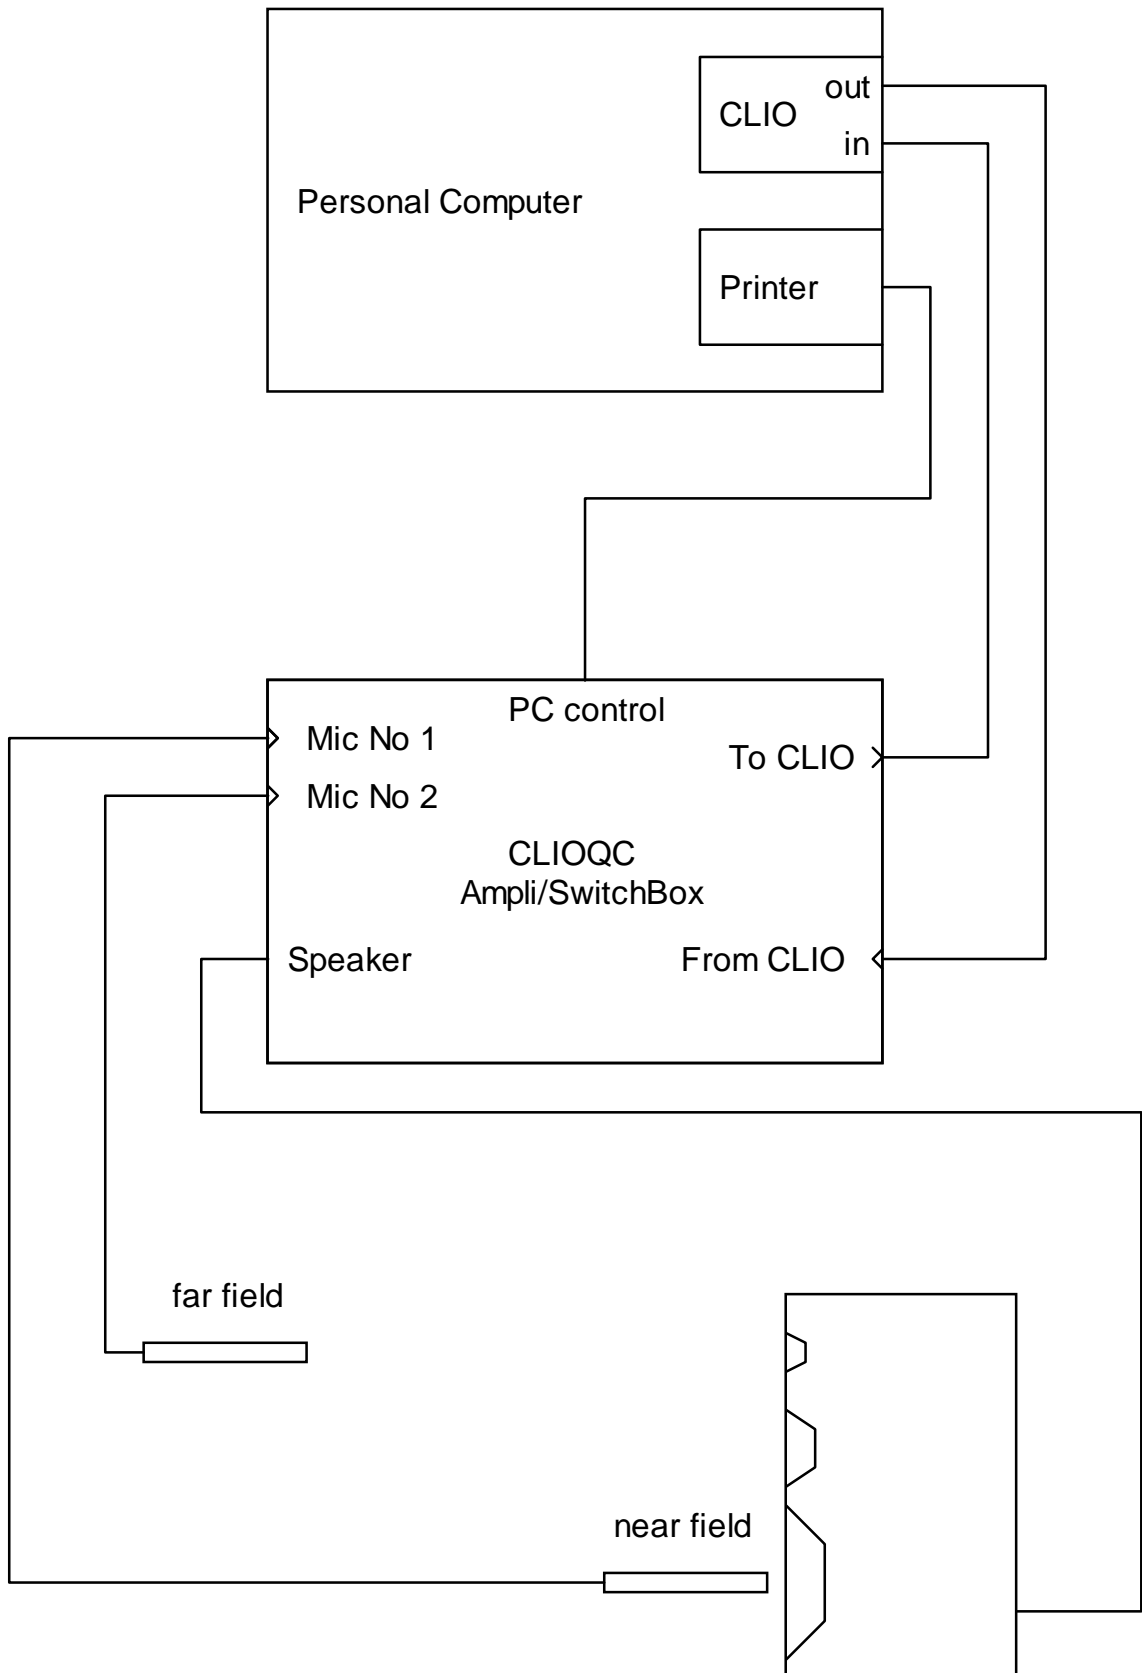 out
CLIO
in
Personal Computer
Printer
PC control
Mic No 1
To CLIO
Mic No 2
CLIOQC
Ampli/SwitchBox
Speaker
From CLIO
far field
near field